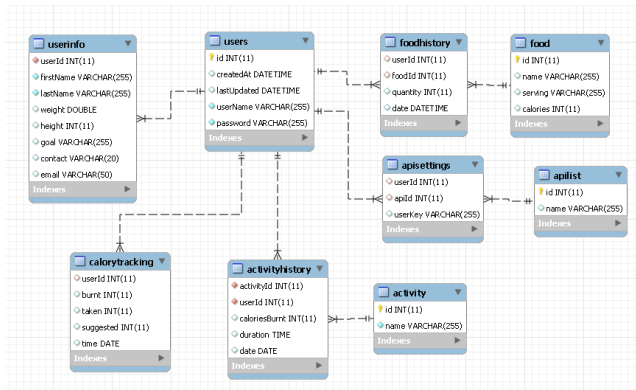 userinfo
userId INT(11)
firstName VARCHAR(255)
lastName VARCHAR(255)
weight DOUBLE
height INT(11)
goal VARCHAR(255)
contact VARCHAR(20)
email VARCHAR(50)
Indexes
users
id INT(11)
createdAt DATETIME
lastUpdated DATETIME
userName VARCHAR(255)
password VARCHAR(255)
Indexes
foodhistory
userId INT(11)
foodId INT(11)
quantity INT(11)
date DATETIME
Indexes
food
id INT(11)
name VARCHAR(255)
serving VARCHAR(255)
calories INT(11)
Indexes
apisettings
userId INT(11)
apiId INT(11)
userKey VARCHAR(255)
Indexes
apilist
id INT(11)
name VARCHAR(255)
Indexes
calorytracking
userId INT(11)
burnt INT(11)
taken INT(11)
suggested INT(11)
time DATE
Indexes
activityhistory
activityId INT(11)
userId INT(11)
caloriesBurnt INT(11)
duration TIME
date DATE
Indexes
activity
id INT(11)
name VARCHAR(255)
Indexes